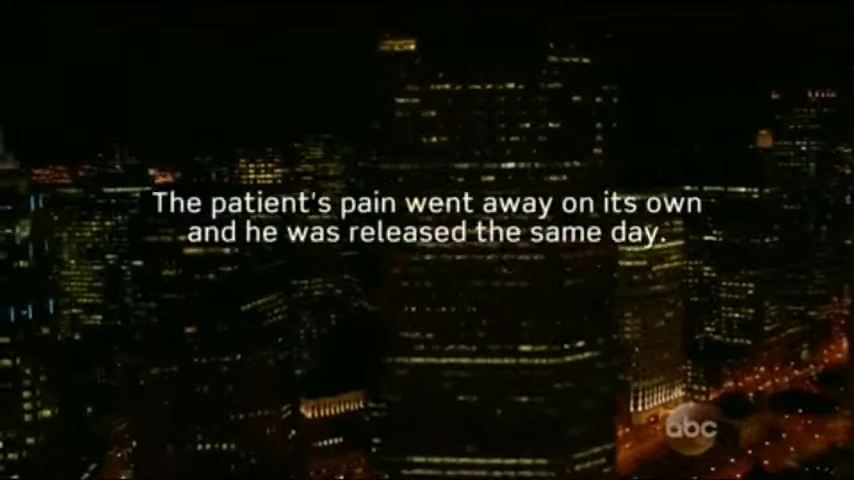 The patient's pain went away on its own
and he was released the same day.
abc